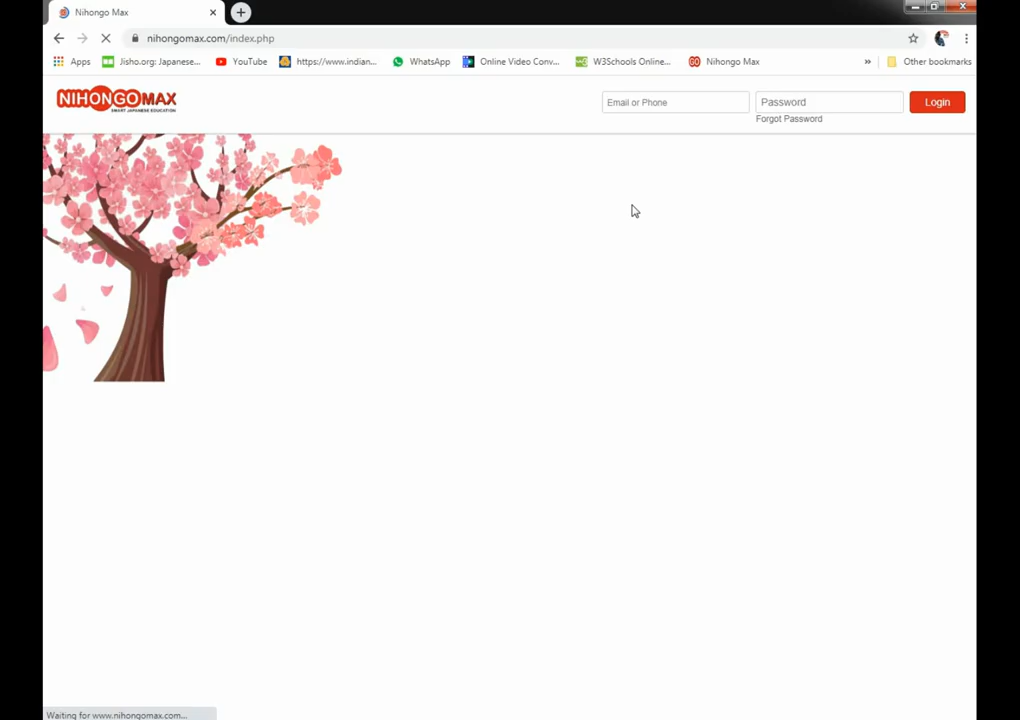 Nihongo Max
nihongomax.com/index.php
Apps Jisho.org: Japanese... YouTube https://www.indian... WhatsApp Online Video Conv... W3Schools Online... Nihongo Max » Other bookmarks
NIHONGOMAX
SMART JAPANESE EDUCATION
Email or Phone Password Login
Forgot Password
Waiting for www.nihongomax.com...